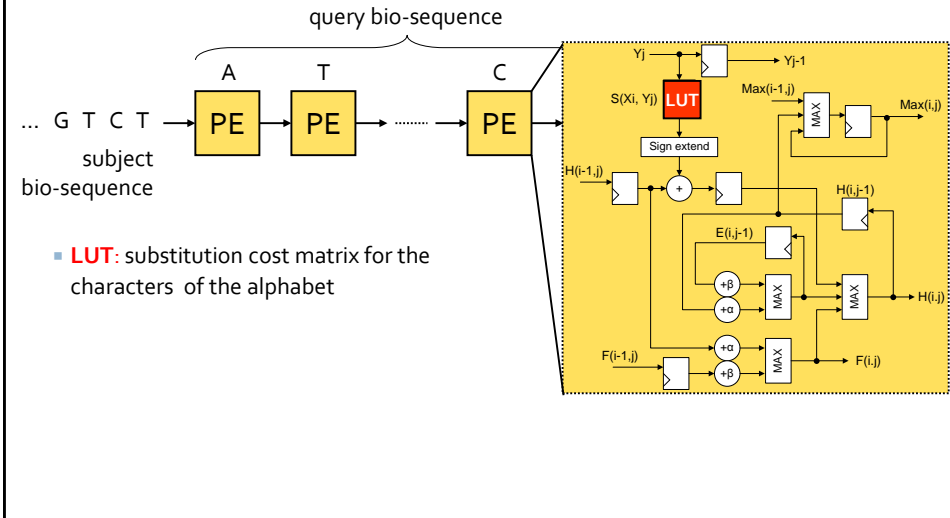 query bio-sequence
A T C
... G T C T
PE PE ........ PE
subject
bio-sequence
LUT: substitution cost matrix for the
characters of the alphabet
Yj
Yj-1
S(Xi, Yj)
LUT
Max(i-1,j)
MAX
Max(i,j)
Sign extend
H(i-1,j)
+
H(i,j-1)
E(i,j-1)
+β
+α
MAX
MAX
H(i.j)
+α
F(i-1,j)
+β
MAX
F(i.j)